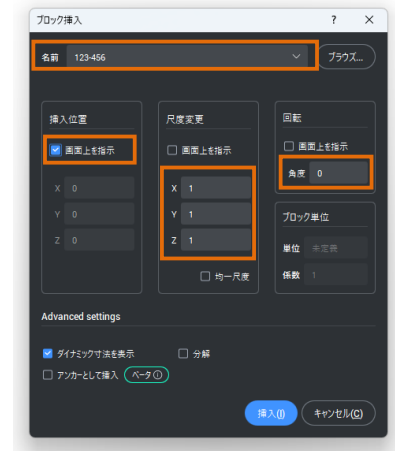 ブロック挿入 ? ×
名前 123-456 ブラウズ...
挿入位置
画面上を指示
X 0
Y 0
Z 0
尺度変更
画面上を指示
X 1
Y 1
Z 1
均一尺度
回転
画面上を指示
角度 0
ブロック単位
単位 未定義
係数 1
Advanced settings
ダイナミック寸法を表示
分解
アンカーとして挿入 ベータ
挿入(I) キャンセル(C)